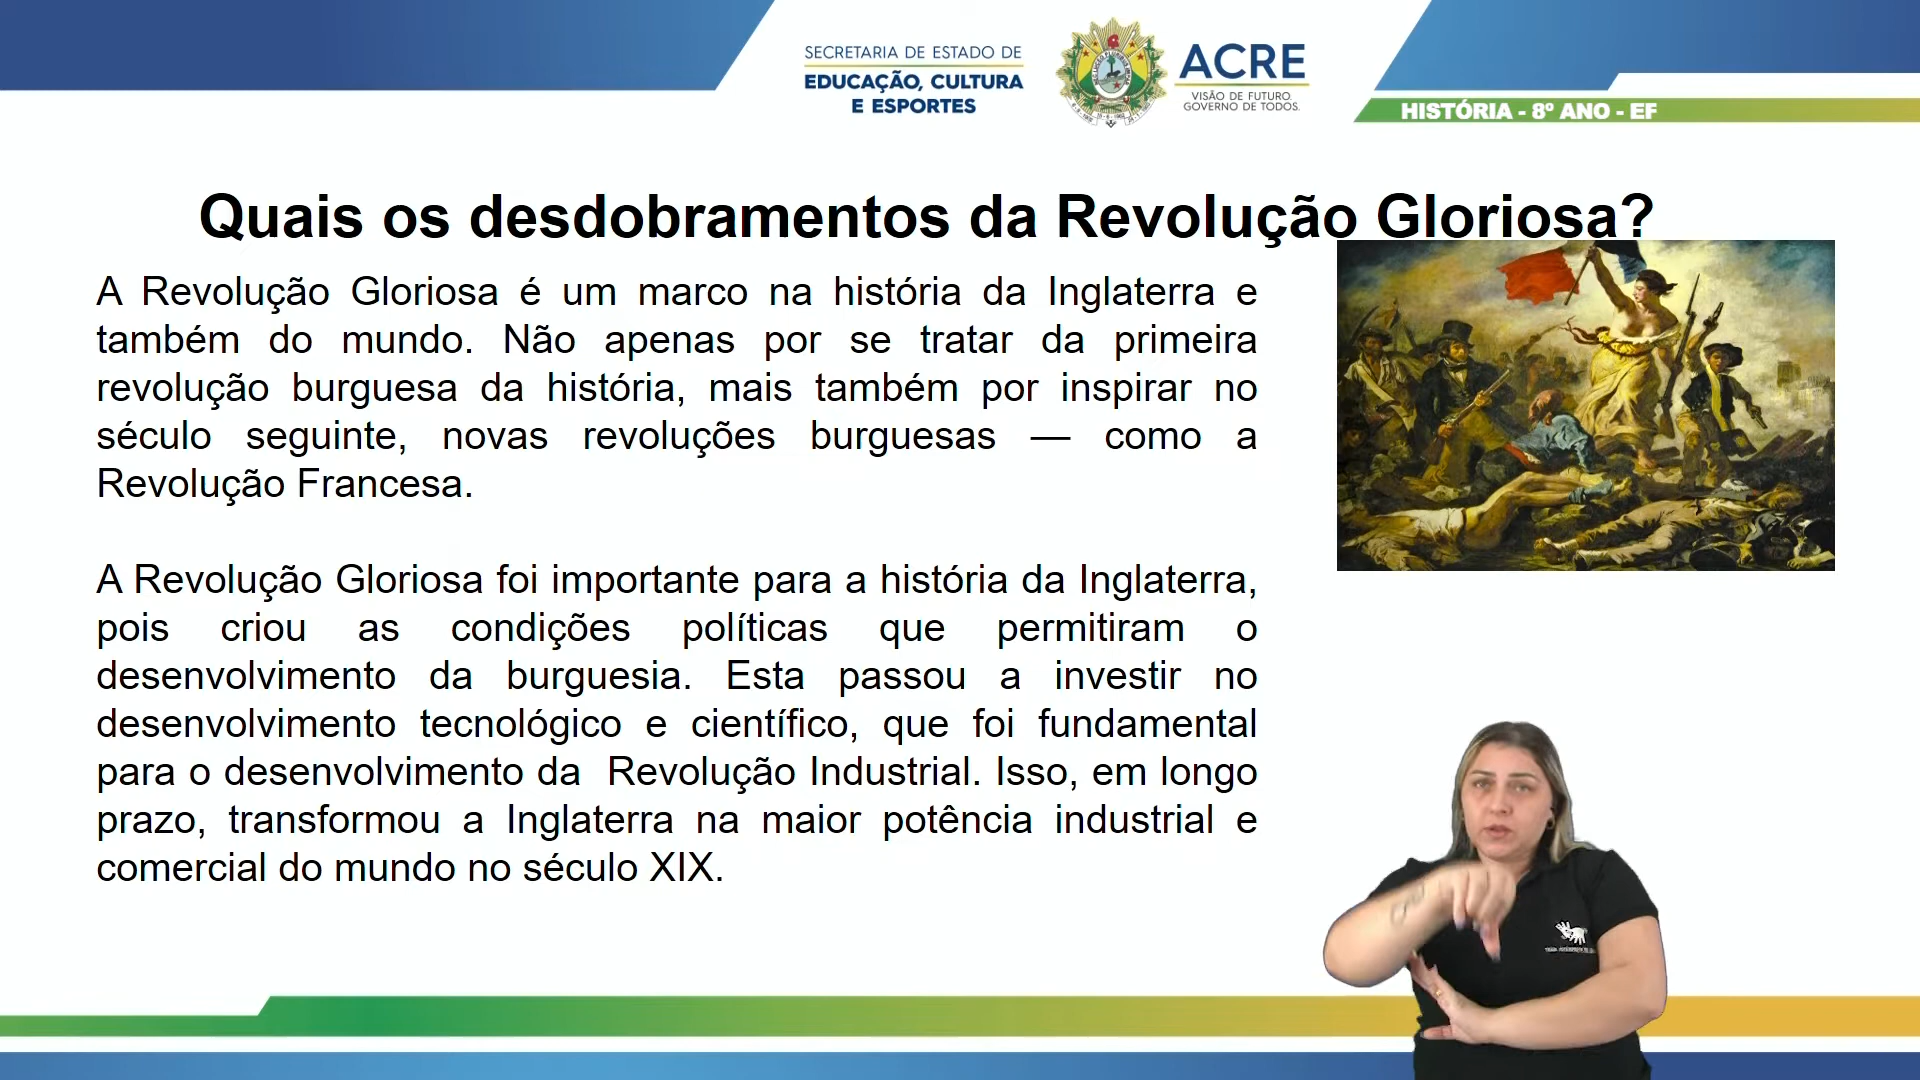 SECRETARIA DE ESTADO DE
EDUCAÇÃO, CULTURA
E ESPORTES
ACRE
VISÃO DE FUTURO.
GOVERNO DE TODOS.
HISTÓRIA - 8º ANO - EF
Quais os desdobramentos da Revolução Gloriosa?
A Revolução Gloriosa é um marco na história da Inglaterra e
também do mundo. Não apenas por se tratar da primeira
revolução burguesa da história, mais também por inspirar no
século seguinte, novas revoluções burguesas — como a
Revolução Francesa.
A Revolução Gloriosa foi importante para a história da Inglaterra,
pois criou as condições políticas que permitiram o
desenvolvimento da burguesia. Esta passou a investir no
desenvolvimento tecnológico e científico, que foi fundamental
para o desenvolvimento da Revolução Industrial. Isso, em longo
prazo, transformou a Inglaterra na maior potência industrial e
comercial do mundo no século XIX.